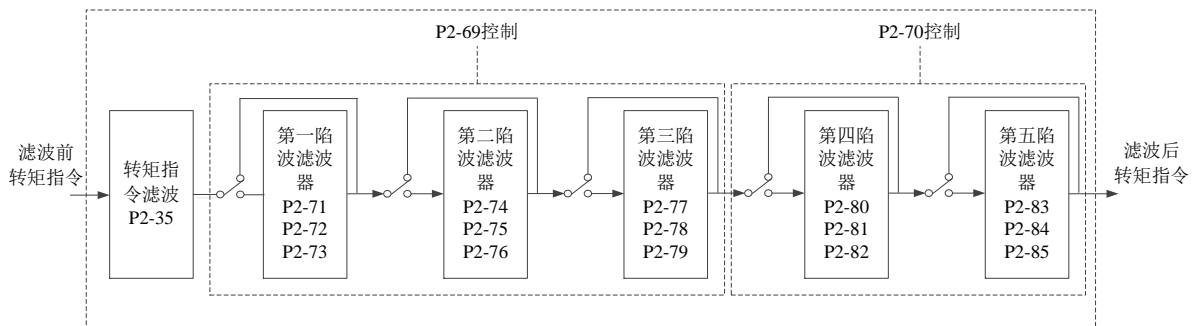 P2-69控制
P2-70控制
滤波前
转矩指令
转矩指
令滤波
P2-35
第一陷
波滤波
器
P2-71
P2-72
P2-73
第二陷
波滤波
器
P2-74
P2-75
P2-76
第三陷
波滤波
器
P2-77
P2-78
P2-79
第四陷
波滤波
器
P2-80
P2-81
P2-82
第五陷
波滤波
器
P2-83
P2-84
P2-85
滤波后
转矩指令